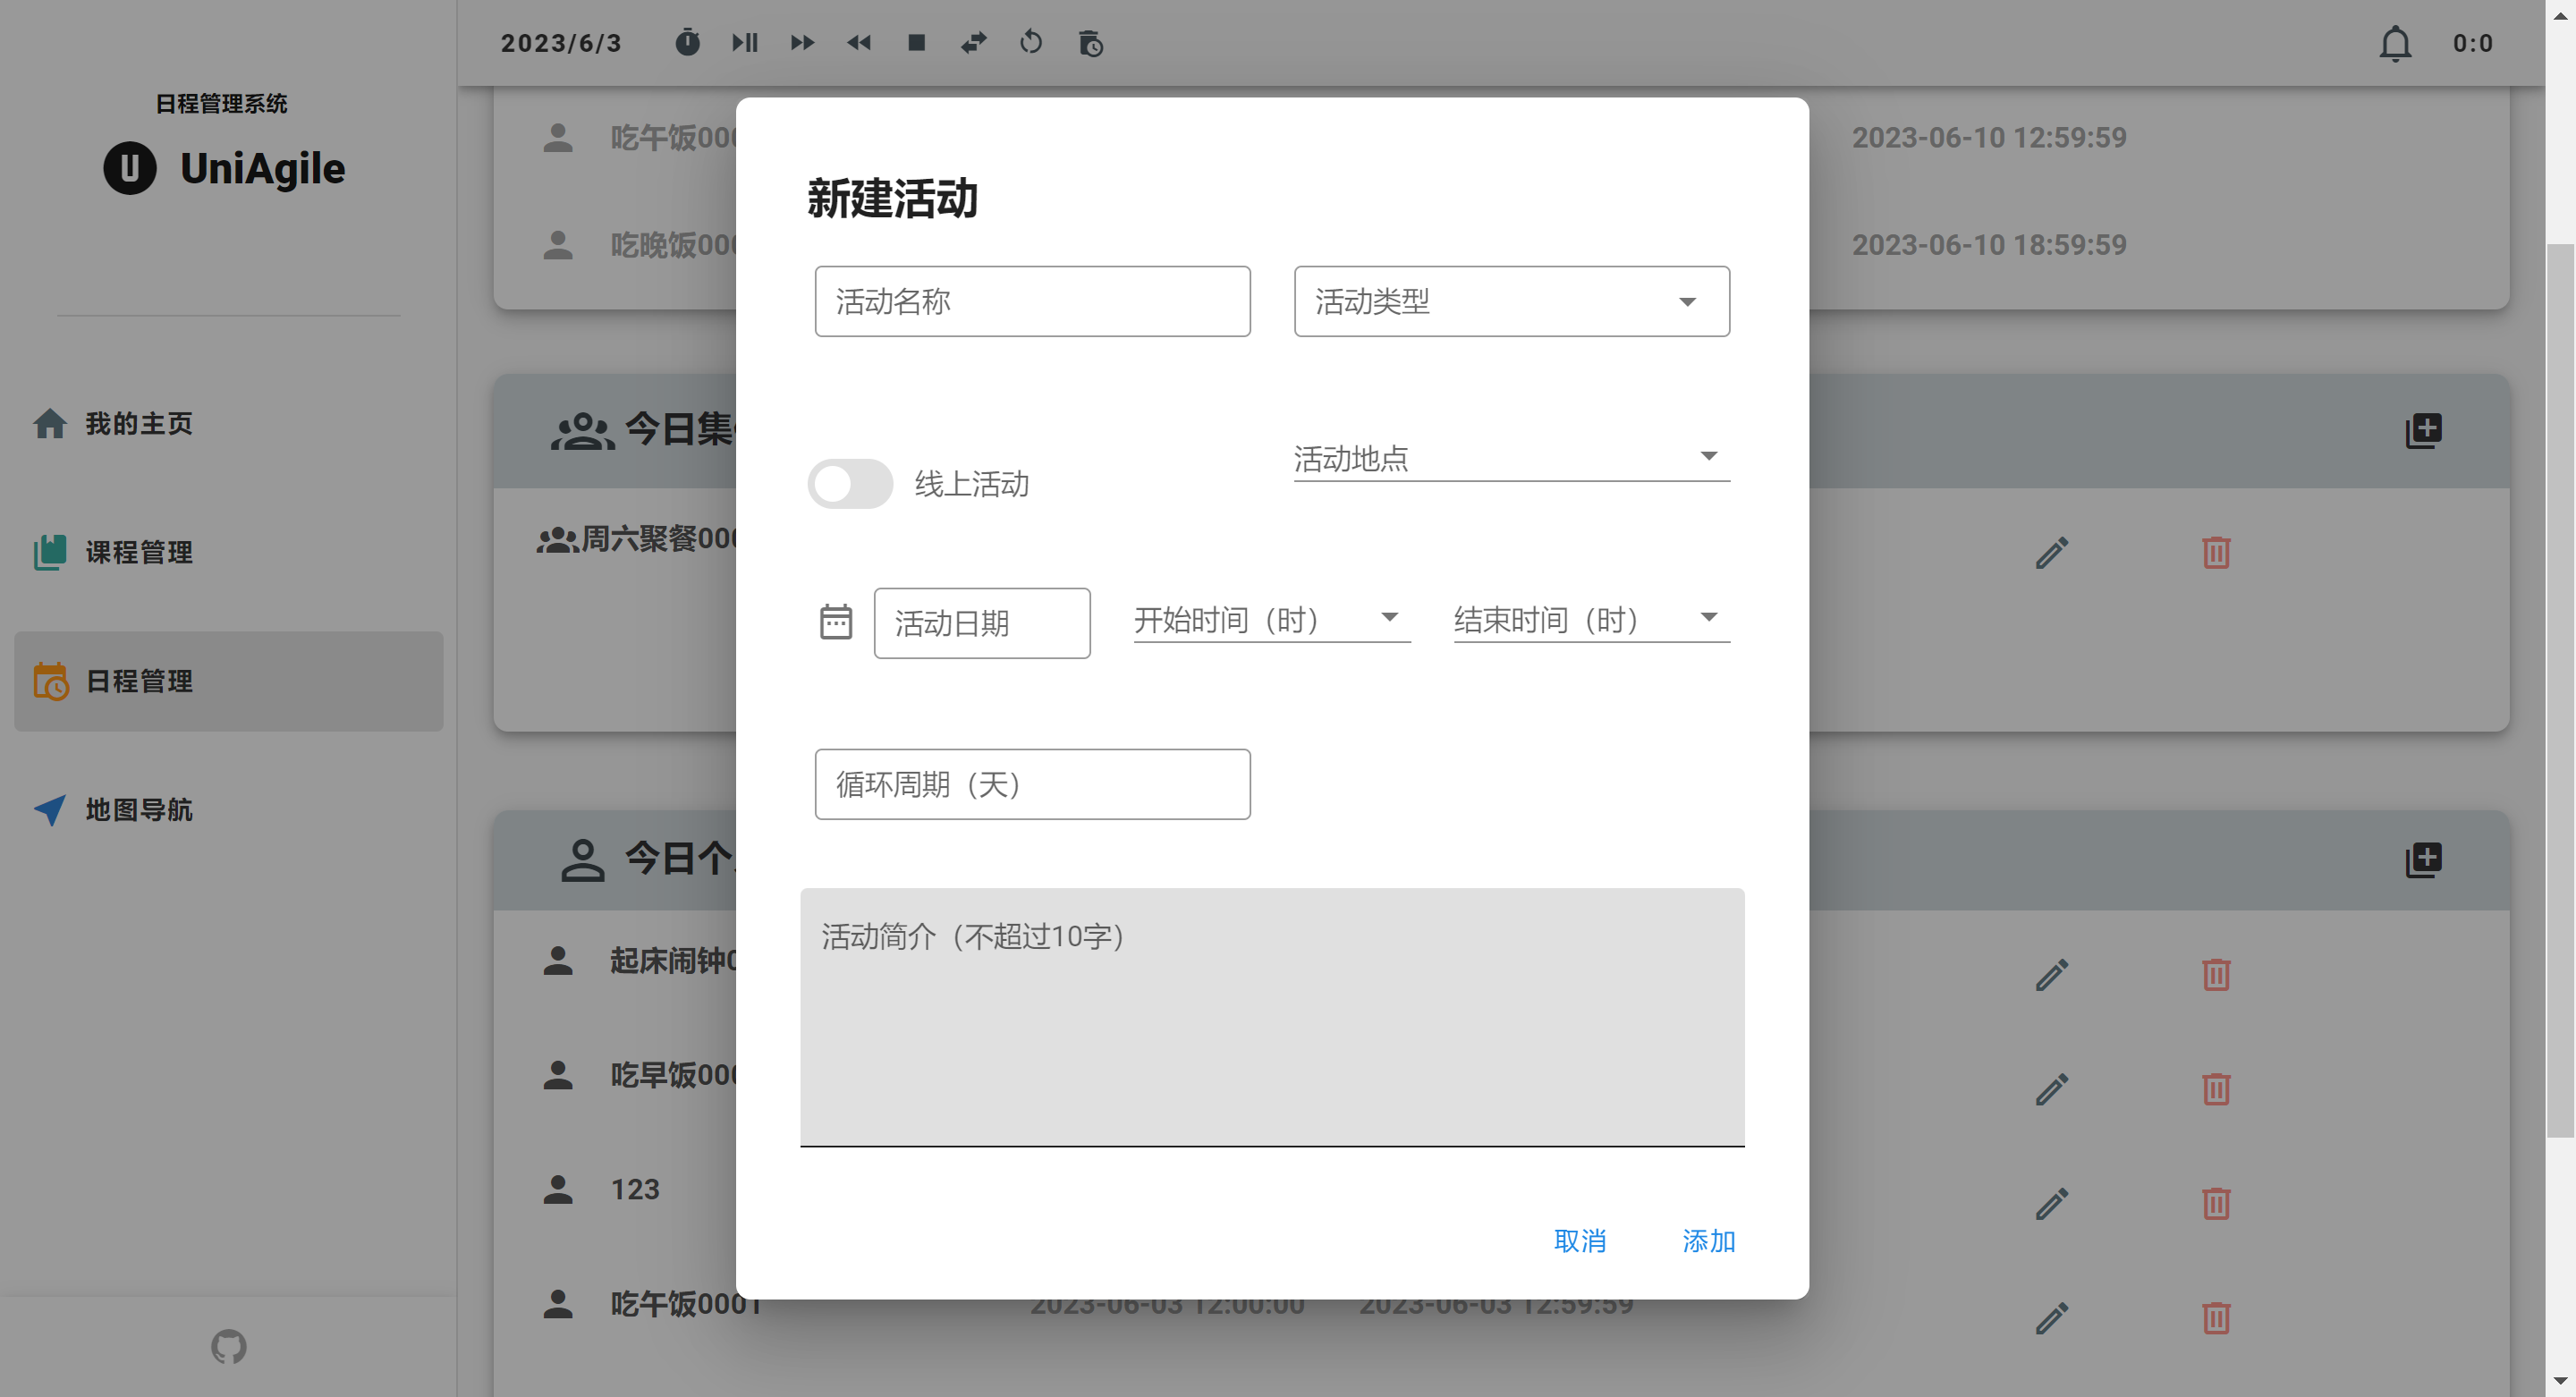 2023/6/3
0:0
日程管理系统
UniAgile
我的主页
课程管理
日程管理
地图导航
吃午饭000
2023-06-10 12:59:59
吃晚饭000
2023-06-10 18:59:59
今日集
周六聚餐000
今日个
起床闹钟0
吃早饭000
123
吃午饭0001
2023-06-03 12:00:00
2023-06-03 12:59:59
新建活动
活动名称
活动类型
线上活动
活动地点
活动日期
开始时间（时）
结束时间（时）
循环周期（天）
活动简介（不超过10字）
取消
添加